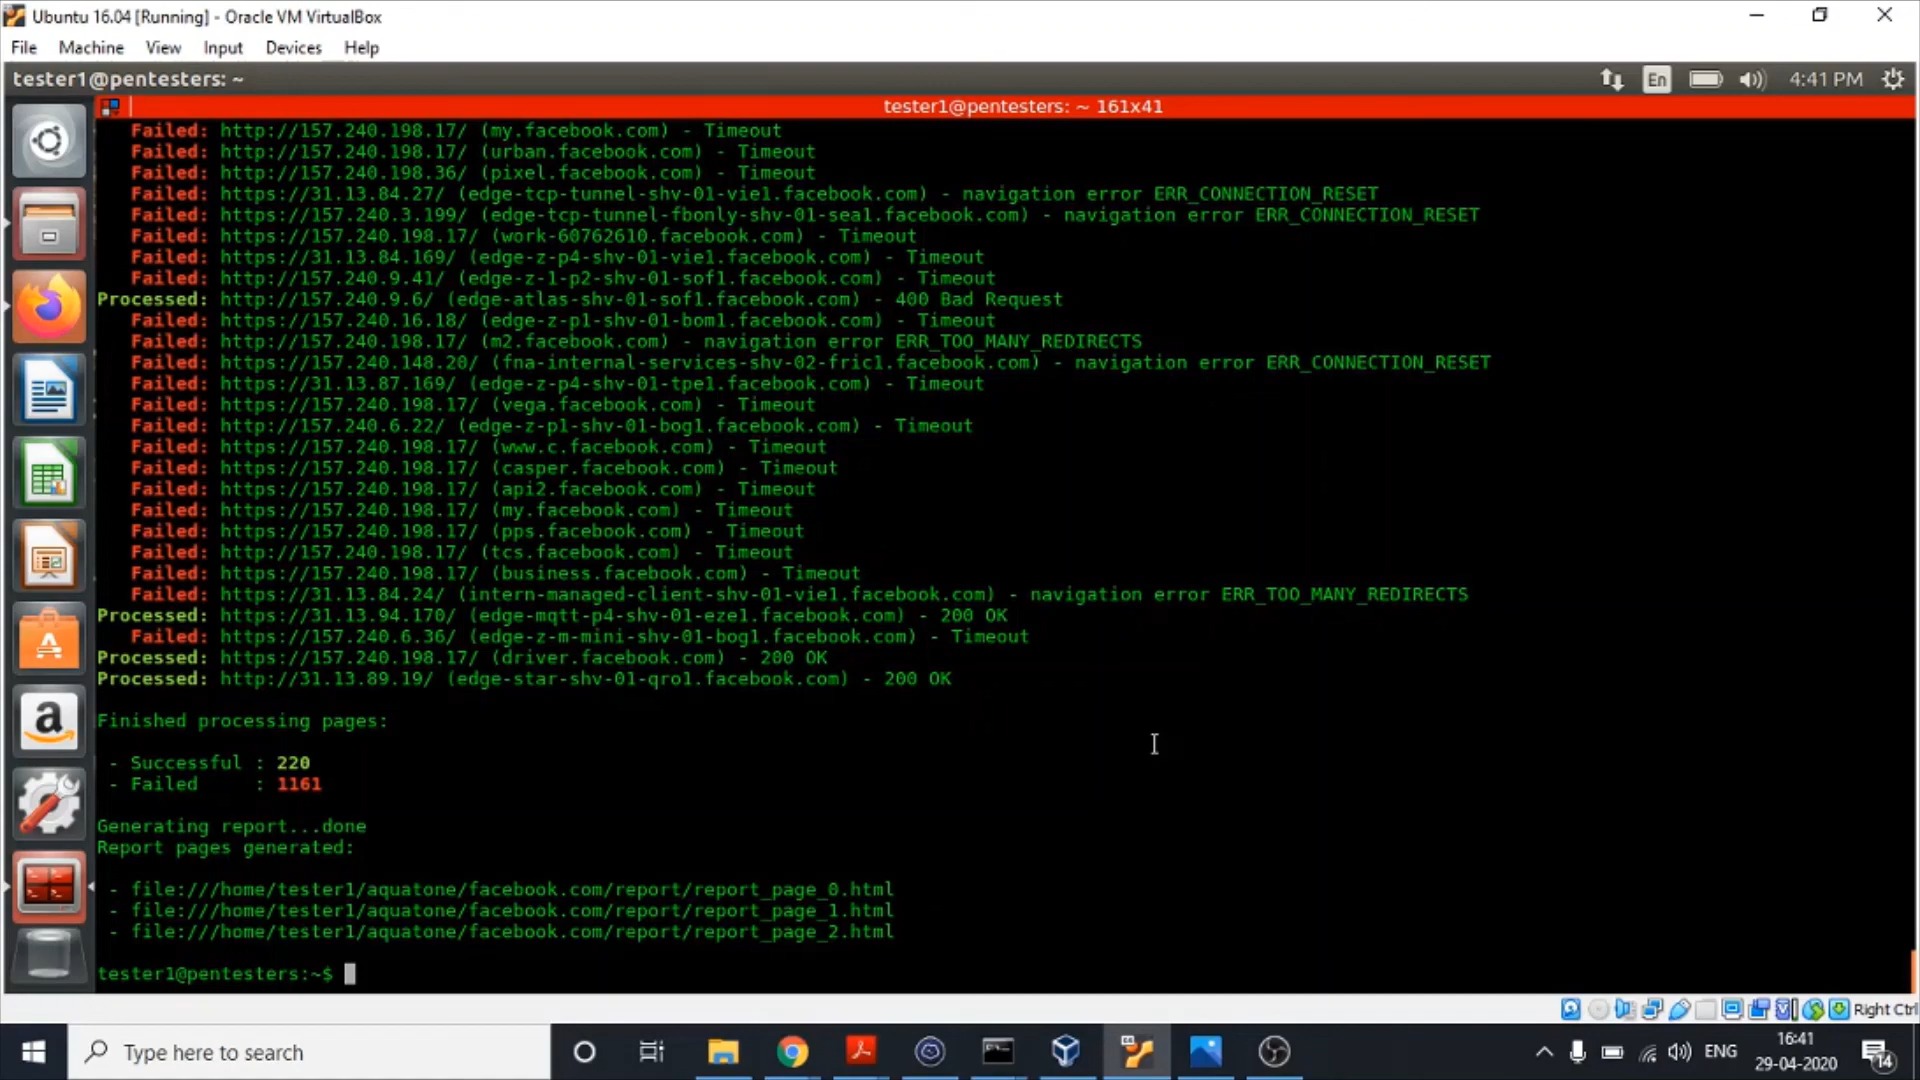 Ubuntu 16.04 [Running] - Oracle VM VirtualBox
File Machine View Input Devices Help
tester1@pentesters: ~
En
4:41 PM
tester1@pentesters: ~ 161x41
Failed: http://157.240.198.17/ (my.facebook.com) - Timeout
Failed: http://157.240.198.17/ (urban.facebook.com) - Timeout
Failed: http://157.240.198.36/ (pixel.facebook.com) - Timeout
Failed: https://31.13.84.27/ (edge-tcp-tunnel-shv-01-vie1.facebook.com) - navigation error ERR_CONNECTION_RESET
Failed: https://157.240.3.199/ (edge-tcp-tunnel-fbonly-shv-01-sea1.facebook.com) - navigation error ERR_CONNECTION_RESET
Failed: https://157.240.198.17/ (work-60762610.facebook.com) - Timeout
Failed: https://31.13.84.169/ (edge-z-p4-shv-01-vie1.facebook.com) - Timeout
Failed: https://157.240.9.41/ (edge-z-1-p2-shv-01-sof1.facebook.com) - Timeout
Processed: http://157.240.9.6/ (edge-atlas-shv-01-sof1.facebook.com) - 400 Bad Request
Failed: http://157.240.16.18/ (edge-z-p1-shv-01-bom1.facebook.com) - Timeout
Failed: http://157.240.198.17/ (m2.facebook.com) - navigation error ERR_TOO_MANY_REDIRECTS
Failed: https://157.240.148.20/ (fna-internal-services-shv-02-fric1.facebook.com) - navigation error ERR_CONNECTION_RESET
Failed: https://31.13.87.169/ (edge-z-p4-shv-01-tpe1.facebook.com) - Timeout
Failed: https://157.240.198.17/ (vega.facebook.com) - Timeout
Failed: http://157.240.6.22/ (edge-z-p1-shv-01-bog1.facebook.com) - Timeout
Failed: https://157.240.198.17/ (www.c.facebook.com) - Timeout
Failed: https://157.240.198.17/ (casper.facebook.com) - Timeout
Failed: https://157.240.198.17/ (api2.facebook.com) - Timeout
Failed: https://157.240.198.17/ (my.facebook.com) - Timeout
Failed: https://157.240.198.17/ (pps.facebook.com) - Timeout
Failed: http://157.240.198.17/ (tcs.facebook.com) - Timeout
Failed: https://157.240.198.17/ (business.facebook.com) - Timeout
Failed: https://31.13.84.24/ (intern-managed-client-shv-01-vie1.facebook.com) - navigation error ERR_TOO_MANY_REDIRECTS
Processed: https://31.13.94.170/ (edge-mqtt-p4-shv-01-eze1.facebook.com) - 200 OK
Failed: https://157.240.6.36/ (edge-z-m-mini-shv-01-bog1.facebook.com) - Timeout
Processed: https://157.240.198.17/ (driver.facebook.com) - 200 OK
Processed: http://31.13.89.19/ (edge-star-shv-01-qro1.facebook.com) - 200 OK
Finished processing pages:
- Successful : 220
- Failed : 1161
Generating report...done
Report pages generated:
- file:///home/tester1/aquatone/facebook.com/report/report_page_0.html
- file:///home/tester1/aquatone/facebook.com/report/report_page_1.html
- file:///home/tester1/aquatone/facebook.com/report/report_page_2.html
tester1@pentesters:~$
Right Ctrl
Type here to search
ENG
16:41
29-04-2020
14